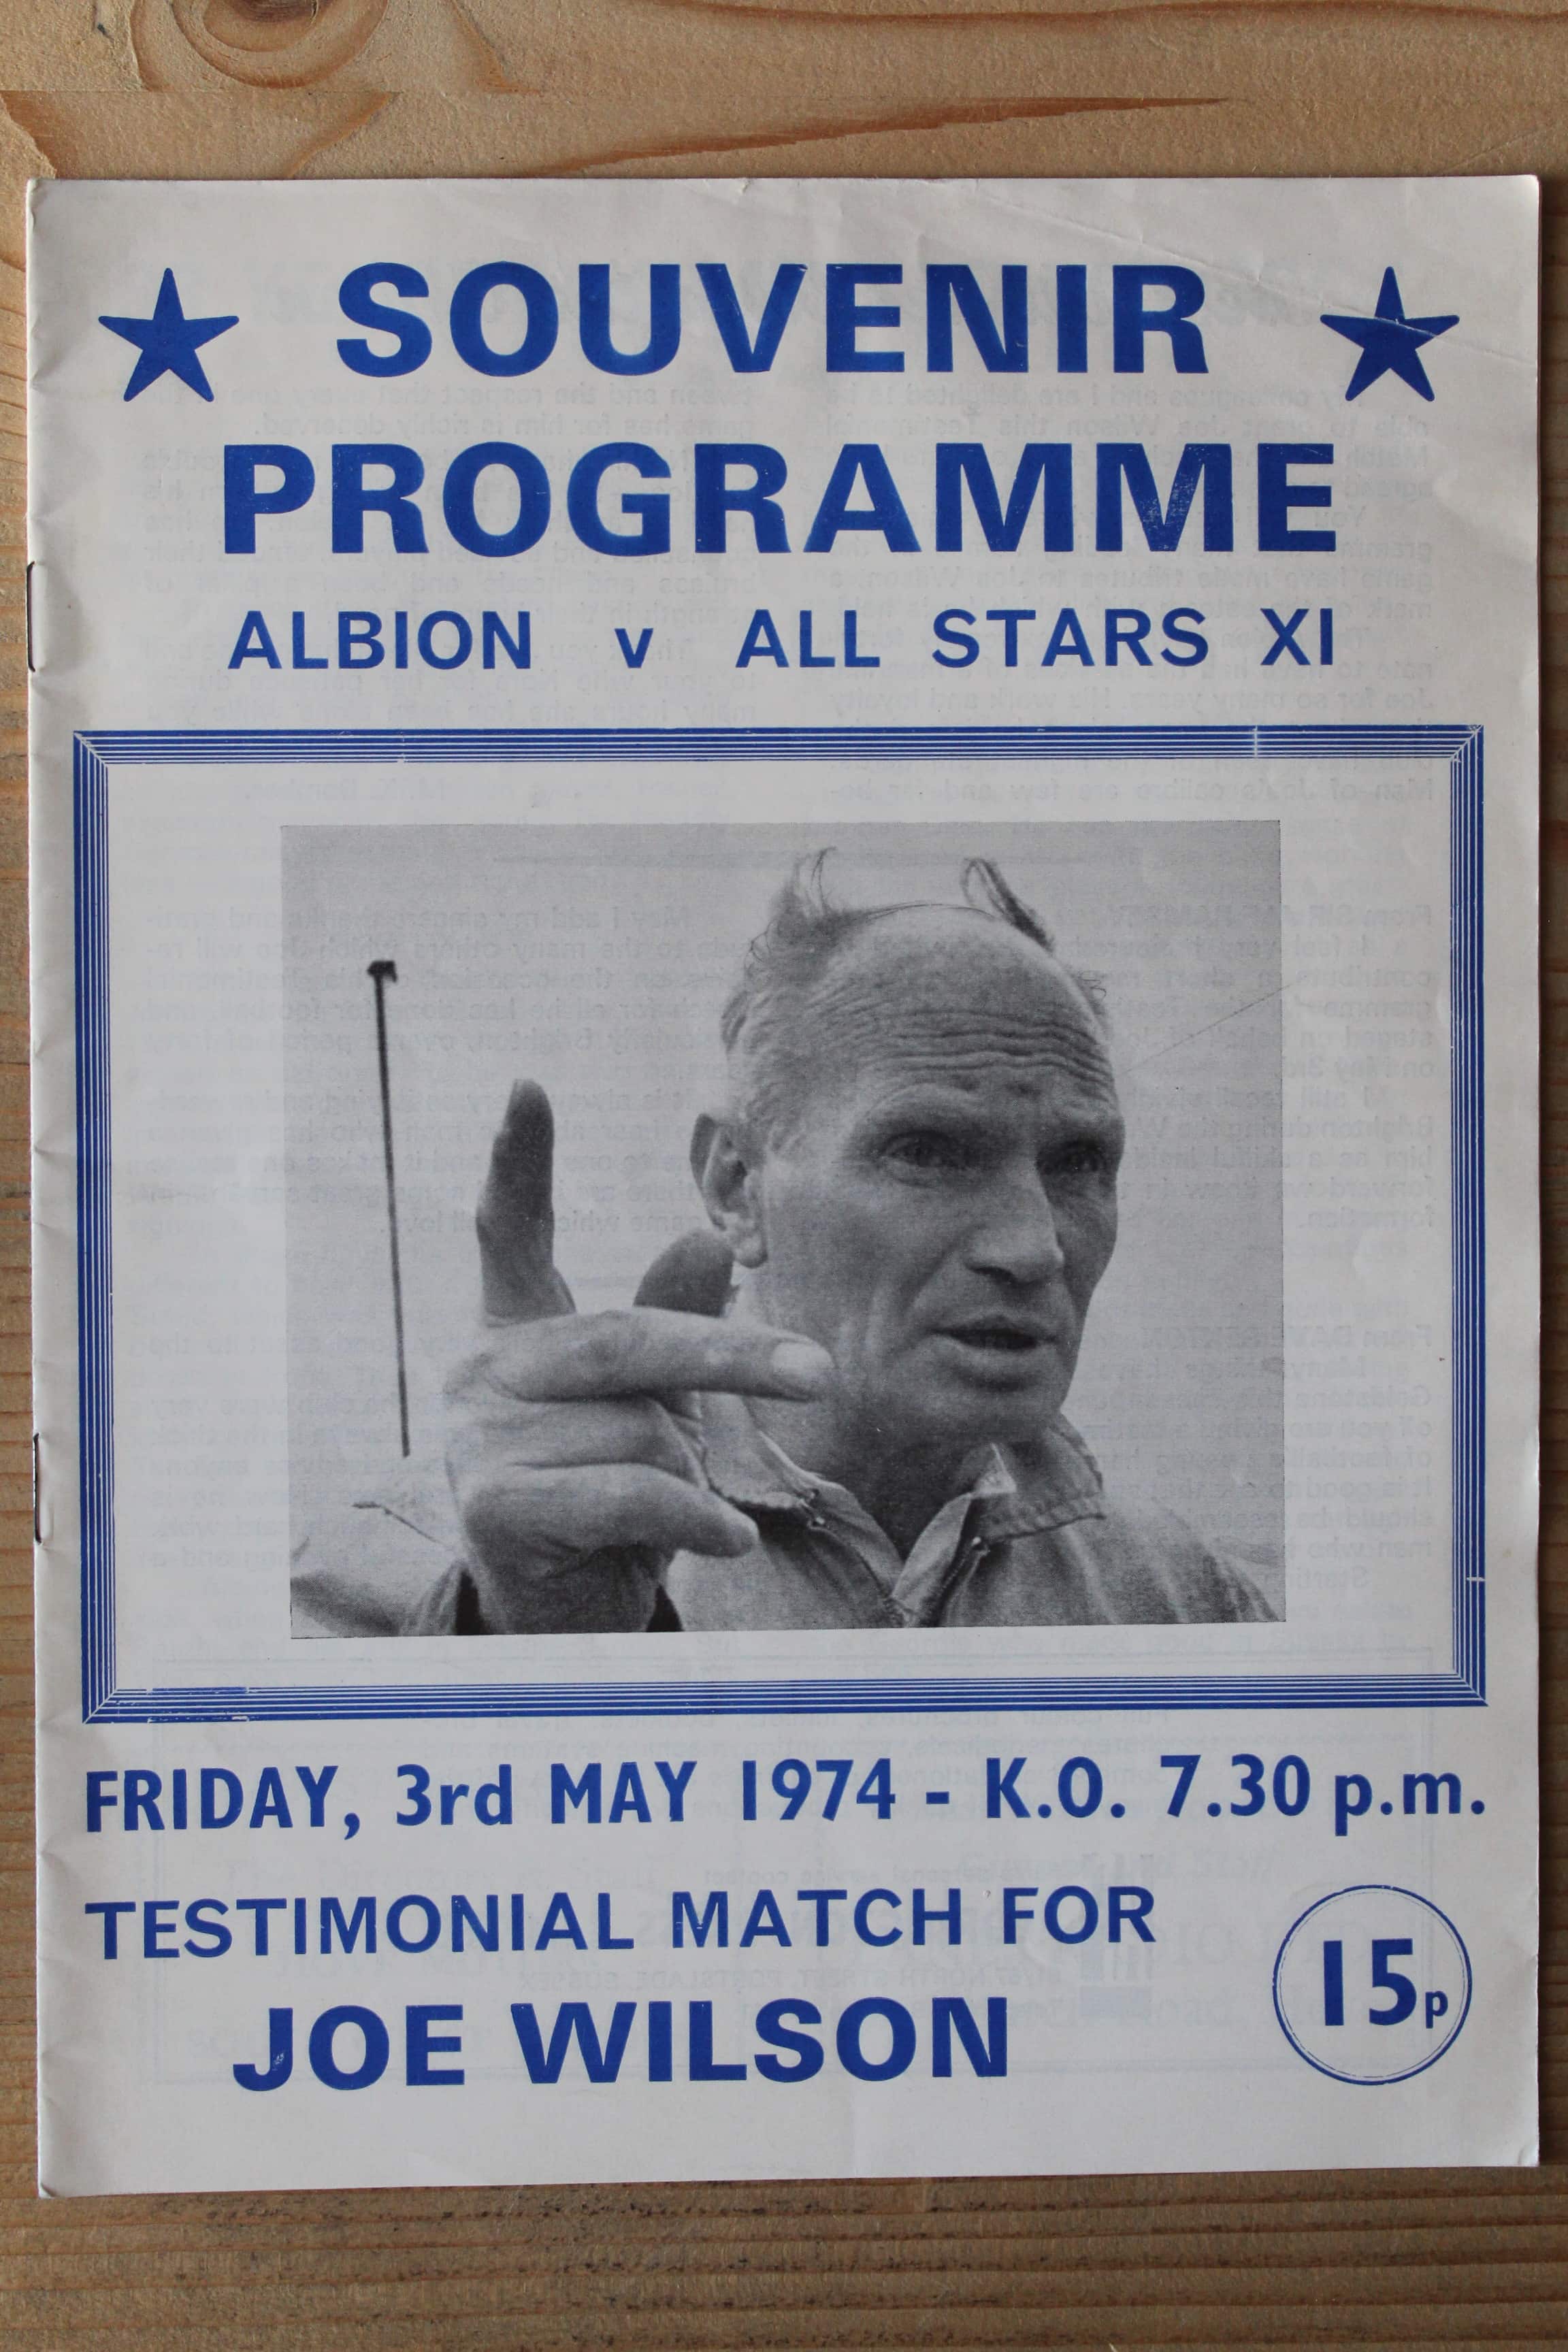 SOUVENIR
PROGRAMME
ALBION v ALL STARS XI
FRIDAY, 3rd MAY 1974 - K.O. 7.30 p.m.
TESTIMONIAL MATCH FOR
JOE WILSON
15p